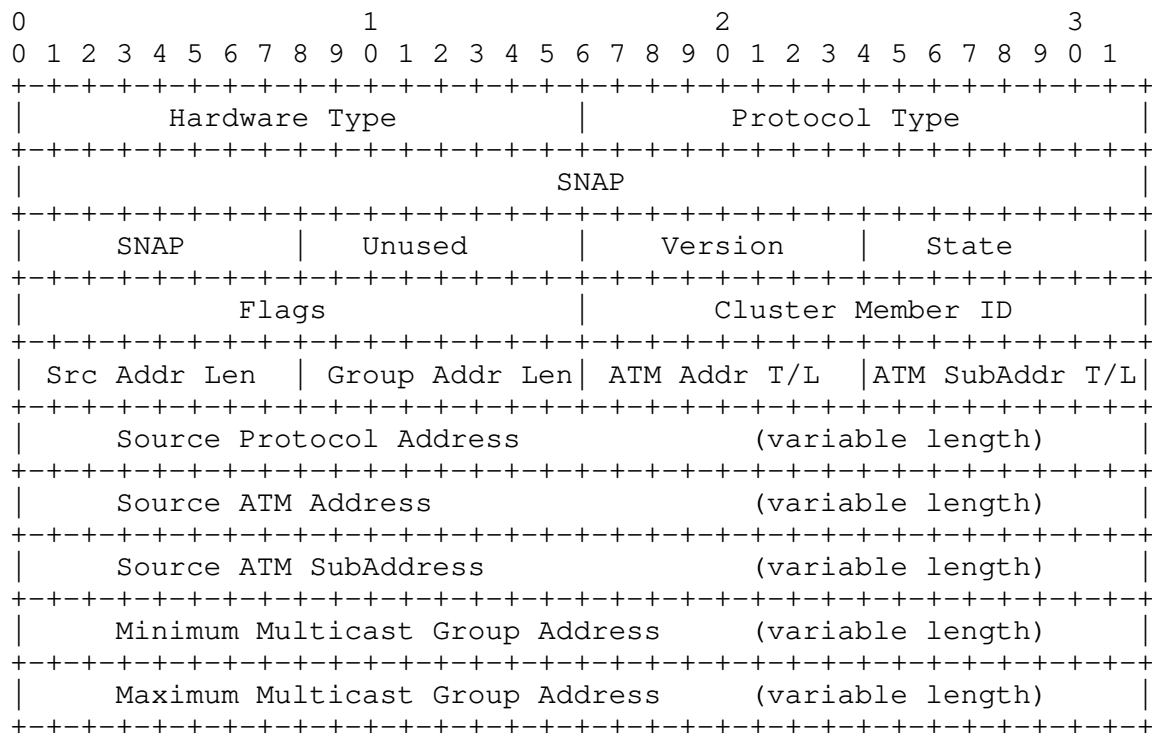 0                   1                   2                   3
0 1 2 3 4 5 6 7 8 9 0 1 2 3 4 5 6 7 8 9 0 1 2 3 4 5 6 7 8 9 0 1
+-+-+-+-+-+-+-+-+-+-+-+-+-+-+-+-+-+-+-+-+-+-+-+-+-+-+-+-+-+-+-+-+
|        Hardware Type          |        Protocol Type          |
+-+-+-+-+-+-+-+-+-+-+-+-+-+-+-+-+-+-+-+-+-+-+-+-+-+-+-+-+-+-+-+-+
|                              SNAP                             |
+-+-+-+-+-+-+-+-+-+-+-+-+-+-+-+-+-+-+-+-+-+-+-+-+-+-+-+-+-+-+-+-+
|     SNAP      |   Unused      |    Version    |   State       |
+-+-+-+-+-+-+-+-+-+-+-+-+-+-+-+-+-+-+-+-+-+-+-+-+-+-+-+-+-+-+-+-+
|            Flags              |       Cluster Member ID       |
+-+-+-+-+-+-+-+-+-+-+-+-+-+-+-+-+-+-+-+-+-+-+-+-+-+-+-+-+-+-+-+-+
| Src Addr Len  | Group Addr Len| ATM Addr T/L  |ATM SubAddr T/L|
+-+-+-+-+-+-+-+-+-+-+-+-+-+-+-+-+-+-+-+-+-+-+-+-+-+-+-+-+-+-+-+-+
|     Source Protocol Address             (variable length)     |
+-+-+-+-+-+-+-+-+-+-+-+-+-+-+-+-+-+-+-+-+-+-+-+-+-+-+-+-+-+-+-+-+
|     Source ATM Address                  (variable length)     |
+-+-+-+-+-+-+-+-+-+-+-+-+-+-+-+-+-+-+-+-+-+-+-+-+-+-+-+-+-+-+-+-+
|     Source ATM SubAddress               (variable length)     |
+-+-+-+-+-+-+-+-+-+-+-+-+-+-+-+-+-+-+-+-+-+-+-+-+-+-+-+-+-+-+-+-+
|     Minimum Multicast Group Address     (variable length)     |
+-+-+-+-+-+-+-+-+-+-+-+-+-+-+-+-+-+-+-+-+-+-+-+-+-+-+-+-+-+-+-+-+
|     Maximum Multicast Group Address     (variable length)     |
+-+-+-+-+-+-+-+-+-+-+-+-+-+-+-+-+-+-+-+-+-+-+-+-+-+-+-+-+-+-+-+-+